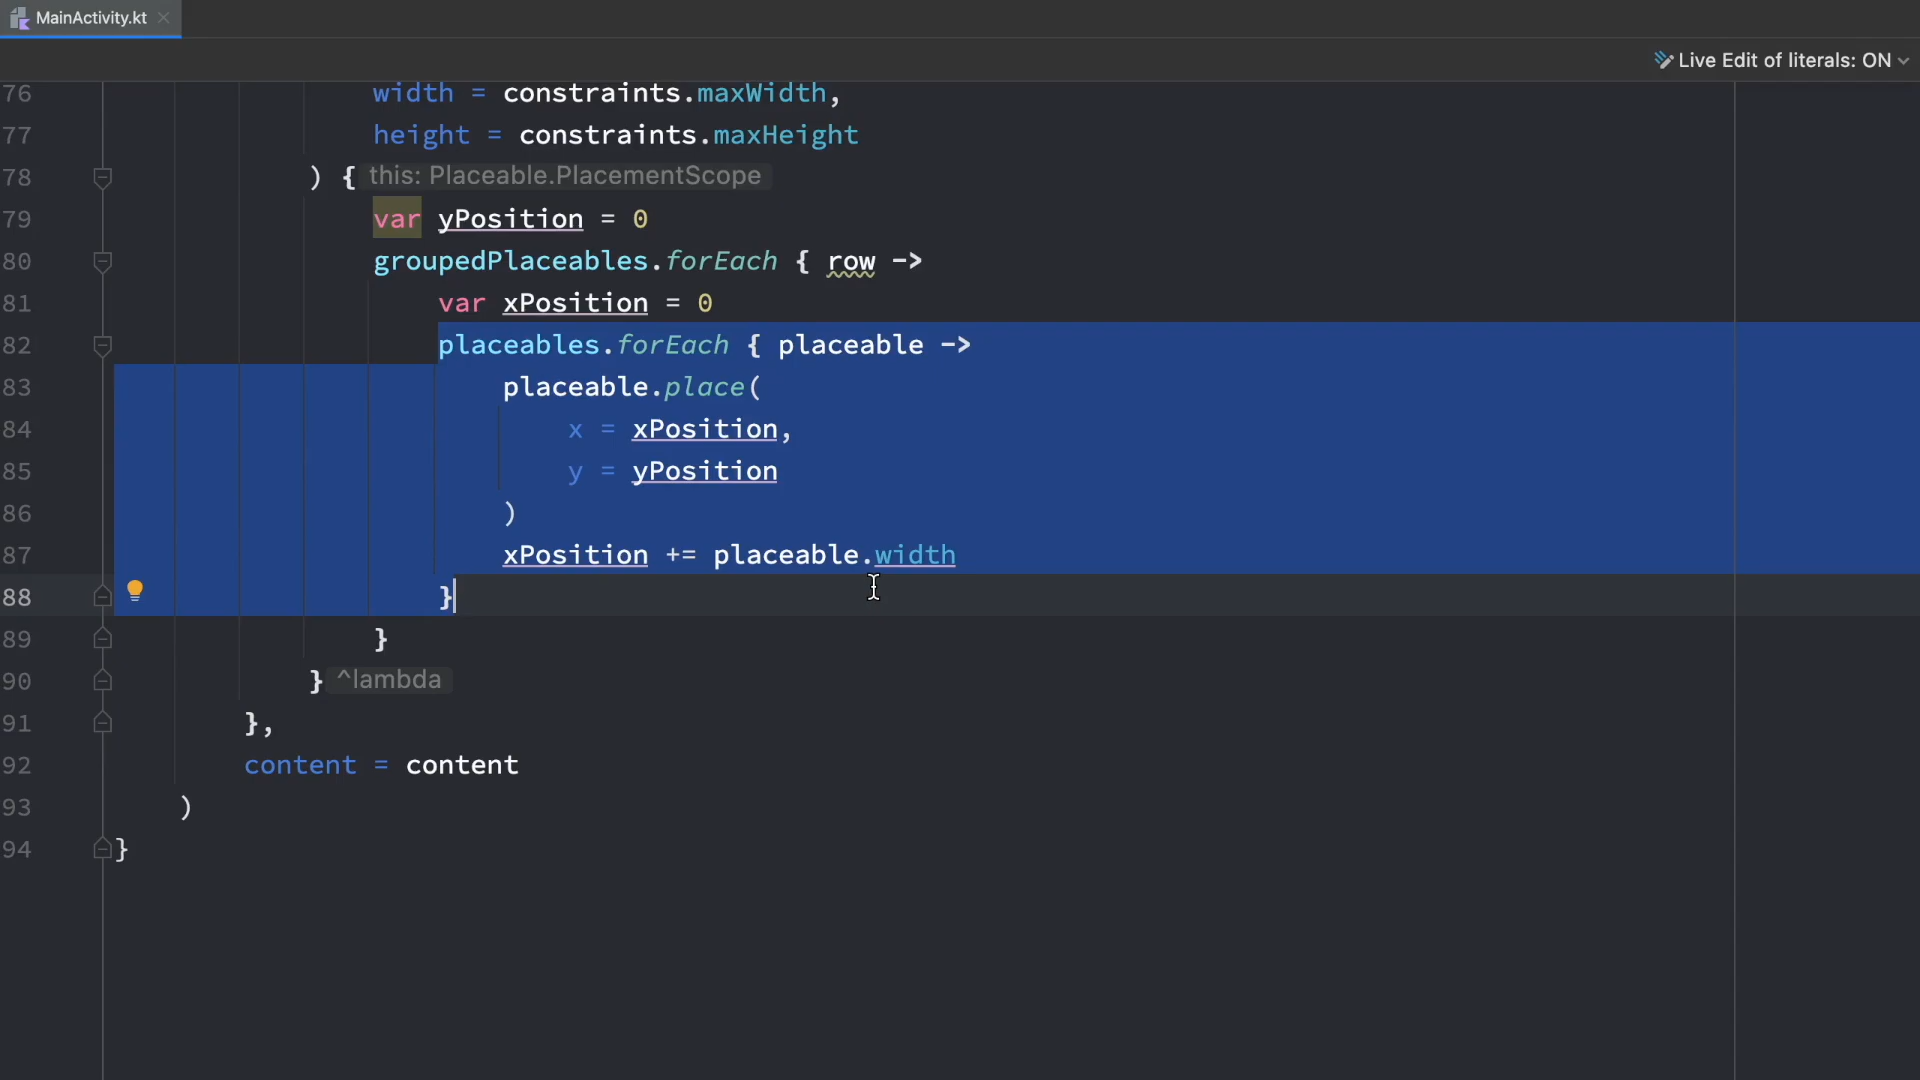 MainActivity.kt
Live Edit of literals: ON
76 width = constraints.maxWidth,
77 height = constraints.maxHeight
78 ) { this: Placeable.PlacementScope
79 var yPosition = 0
80 groupedPlaceables.forEach { row ->
81 var xPosition = 0
82 placeables.forEach { placeable ->
83 placeable.place(
84 x = xPosition,
85 y = yPosition
86 )
87 xPosition += placeable.width
88 }
89 }
90 } ^lambda
91 },
92 content = content
93 )
94 }